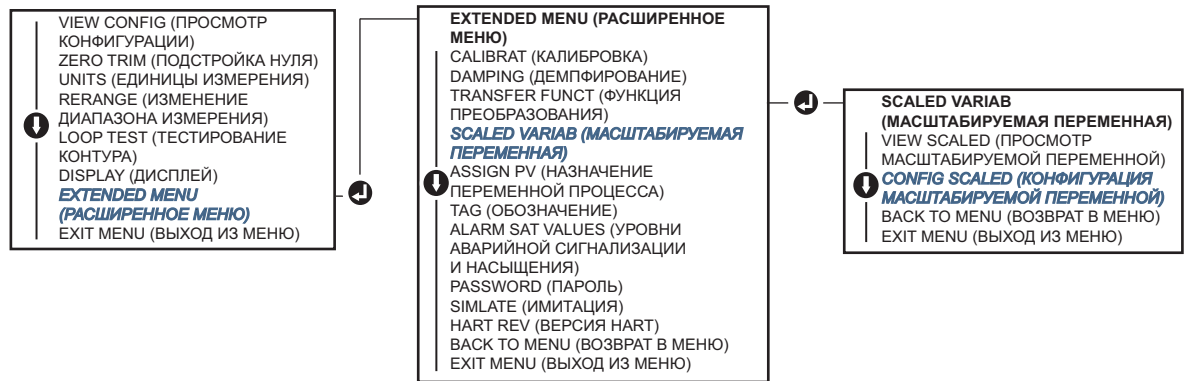 VIEW CONFIG (ПРОСМОТР
КОНФИГУРАЦИИ)
ZERO TRIM (ПОДСТРОЙКА НУЛЯ)
UNITS (ЕДИНИЦЫ ИЗМЕРЕНИЯ)
RERANGE (ИЗМЕНЕНИЕ
ДИАПАЗОНА ИЗМЕРЕНИЯ)
LOOP TEST (ТЕСТИРОВАНИЕ
КОНТУРА)
DISPLAY (ДИСПЛЕЙ)
EXTENDED MENU
(РАСШИРЕННОЕ МЕНЮ)
EXIT MENU (ВЫХОД ИЗ МЕНЮ)
EXTENDED MENU (РАСШИРЕННОЕ
МЕНЮ)
CALIBRAT (КАЛИБРОВКА)
DAMPING (ДЕМПФИРОВАНИЕ)
TRANSFER FUNCT (ФУНКЦИЯ
ПРЕОБРАЗОВАНИЯ)
SCALED VARIAB (МАСШТАБИРУЕМАЯ
ПЕРЕМЕННАЯ)
ASSIGN PV (НАЗНАЧЕНИЕ
ПЕРЕМЕННОЙ ПРОЦЕССА)
TAG (ОБОЗНАЧЕНИЕ)
ALARM SAT VALUES (УРОВНИ
АВАРИЙНОЙ СИГНАЛИЗАЦИИ
И НАСЫЩЕНИЯ)
PASSWORD (ПАРОЛЬ)
SIMLATE (ИМИТАЦИЯ)
HART REV (ВЕРСИЯ HART)
BACK TO MENU (ВОЗВРАТ В МЕНЮ)
EXIT MENU (ВЫХОД ИЗ МЕНЮ)
SCALED VARIAB
(МАСШТАБИРУЕМАЯ ПЕРЕМЕННАЯ)
VIEW SCALED (ПРОСМОТР
МАСШТАБИРУЕМОЙ ПЕРЕМЕННОЙ)
CONFIG SCALED (КОНФИГУРАЦИЯ
МАСШТАБИРУЕМОЙ ПЕРЕМЕННОЙ)
BACK TO MENU (ВОЗВРАТ В МЕНЮ)
EXIT MENU (ВЫХОД ИЗ МЕНЮ)